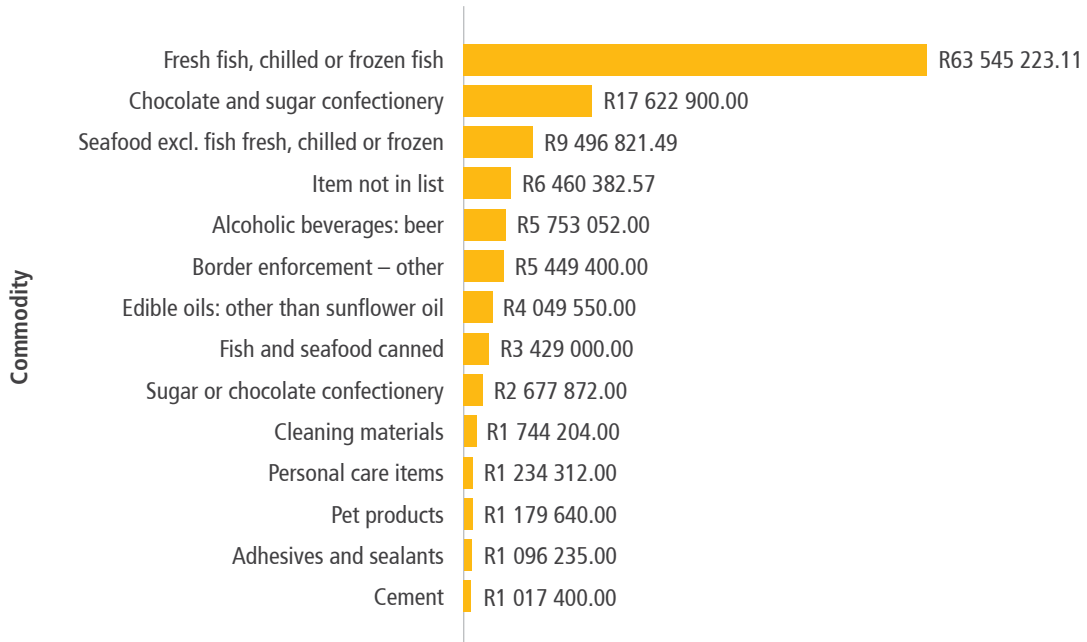 Commodity
Fresh fish, chilled or frozen fish R63 545 223.11
Chocolate and sugar confectionery R17 622 900.00
Seafood excl. fish fresh, chilled or frozen R9 496 821.49
Item not in list R6 460 382.57
Alcoholic beverages: beer R5 753 052.00
Border enforcement – other R5 449 400.00
Edible oils: other than sunflower oil R4 049 550.00
Fish and seafood canned R3 429 000.00
Sugar or chocolate confectionery R2 677 872.00
Cleaning materials R1 744 204.00
Personal care items R1 234 312.00
Pet products R1 179 640.00
Adhesives and sealants R1 096 235.00
Cement R1 017 400.00